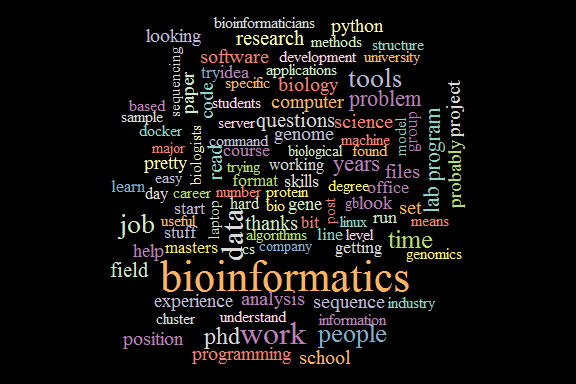 bioinformaticians
python
looking
research
methods
structure
software
development
university
sequencing
tryidea
applications
paper
code
specific
biology
tools
based
students
computer
problem
project
sample
server
questions
science
model
group
docker
command
genome
machine
major
biologists
read
course
biological
found
program
pretty
trying
working
years
files
lab
probably
easy
format
skills
degree
office
learn
day
career
number
protein
laptop
hard
bio
gene
post
gb
look
set
means
start
useful
job
data
thanks
bit
linux
run
stuff
algorithms
line
level
time
help
masters
cs
company
getting
genomics
field
bioinformatics
experience
analysis
sequence
industry
cluster
understand
information
position
phd
work
people
programming
school